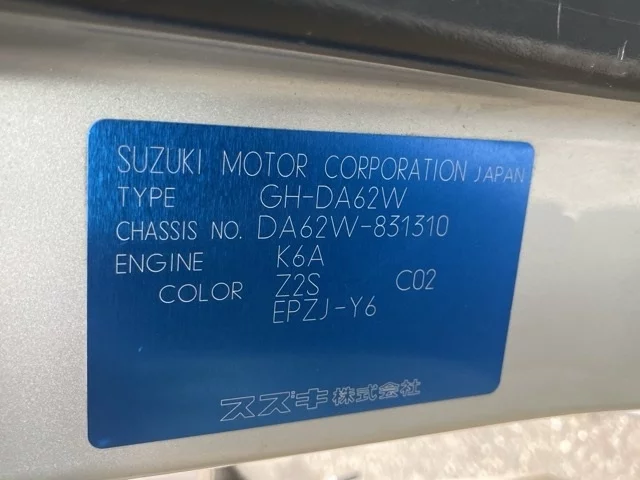 SUZUKI MOTOR CORPORATION JAPAN
TYPE GH-DA62W
CHASSIS NO. DA62W-831310
ENGINE K6A
COLOR Z2S C02
EPZJ-Y6
スズキ株式会社